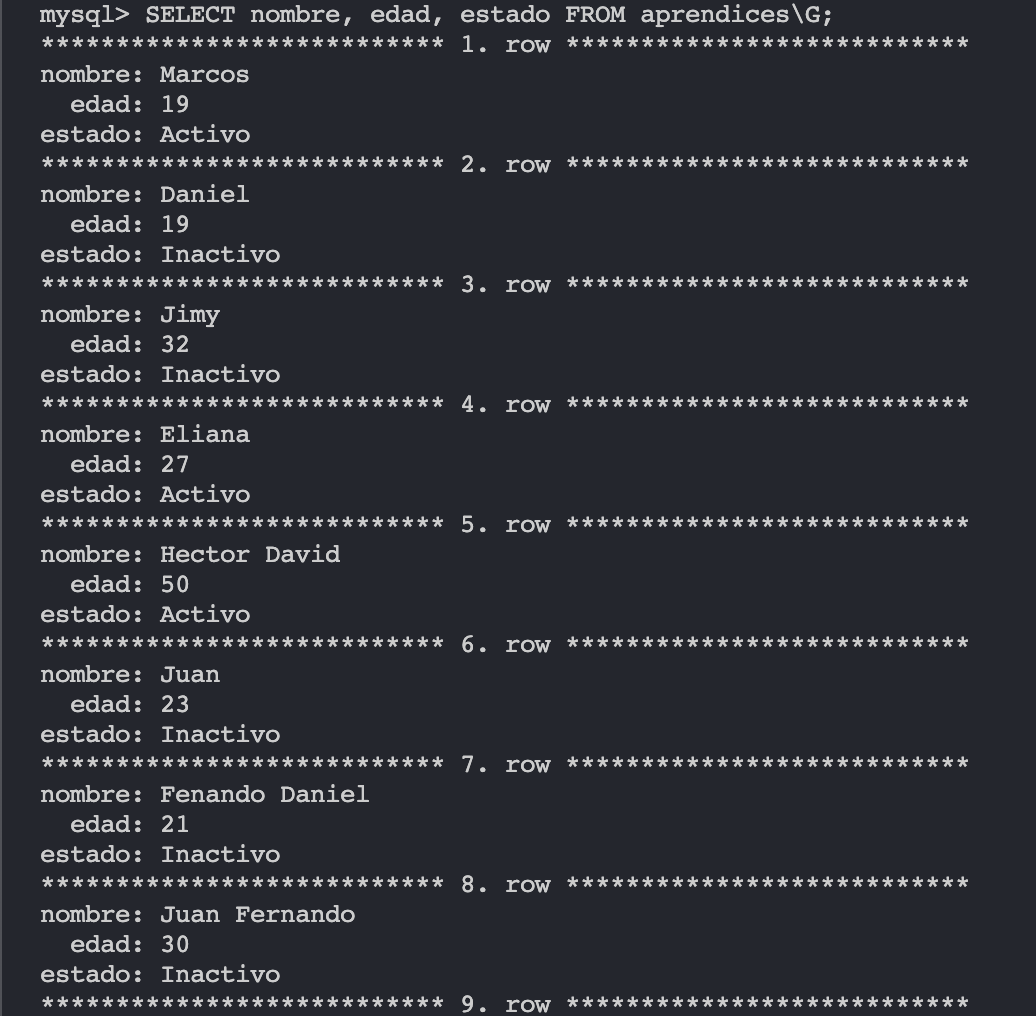 mysql> SELECT nombre, edad, estado FROM aprendices\G;
*************************** 1. row ***************************
nombre: Marcos
  edad: 19
estado: Activo
*************************** 2. row ***************************
nombre: Daniel
  edad: 19
estado: Inactivo
*************************** 3. row ***************************
nombre: Jimy
  edad: 32
estado: Inactivo
*************************** 4. row ***************************
nombre: Eliana
  edad: 27
estado: Activo
*************************** 5. row ***************************
nombre: Hector David
  edad: 50
estado: Activo
*************************** 6. row ***************************
nombre: Juan
  edad: 23
estado: Inactivo
*************************** 7. row ***************************
nombre: Fenando Daniel
  edad: 21
estado: Inactivo
*************************** 8. row ***************************
nombre: Juan Fernando
  edad: 30
estado: Inactivo
*************************** 9. row ***************************